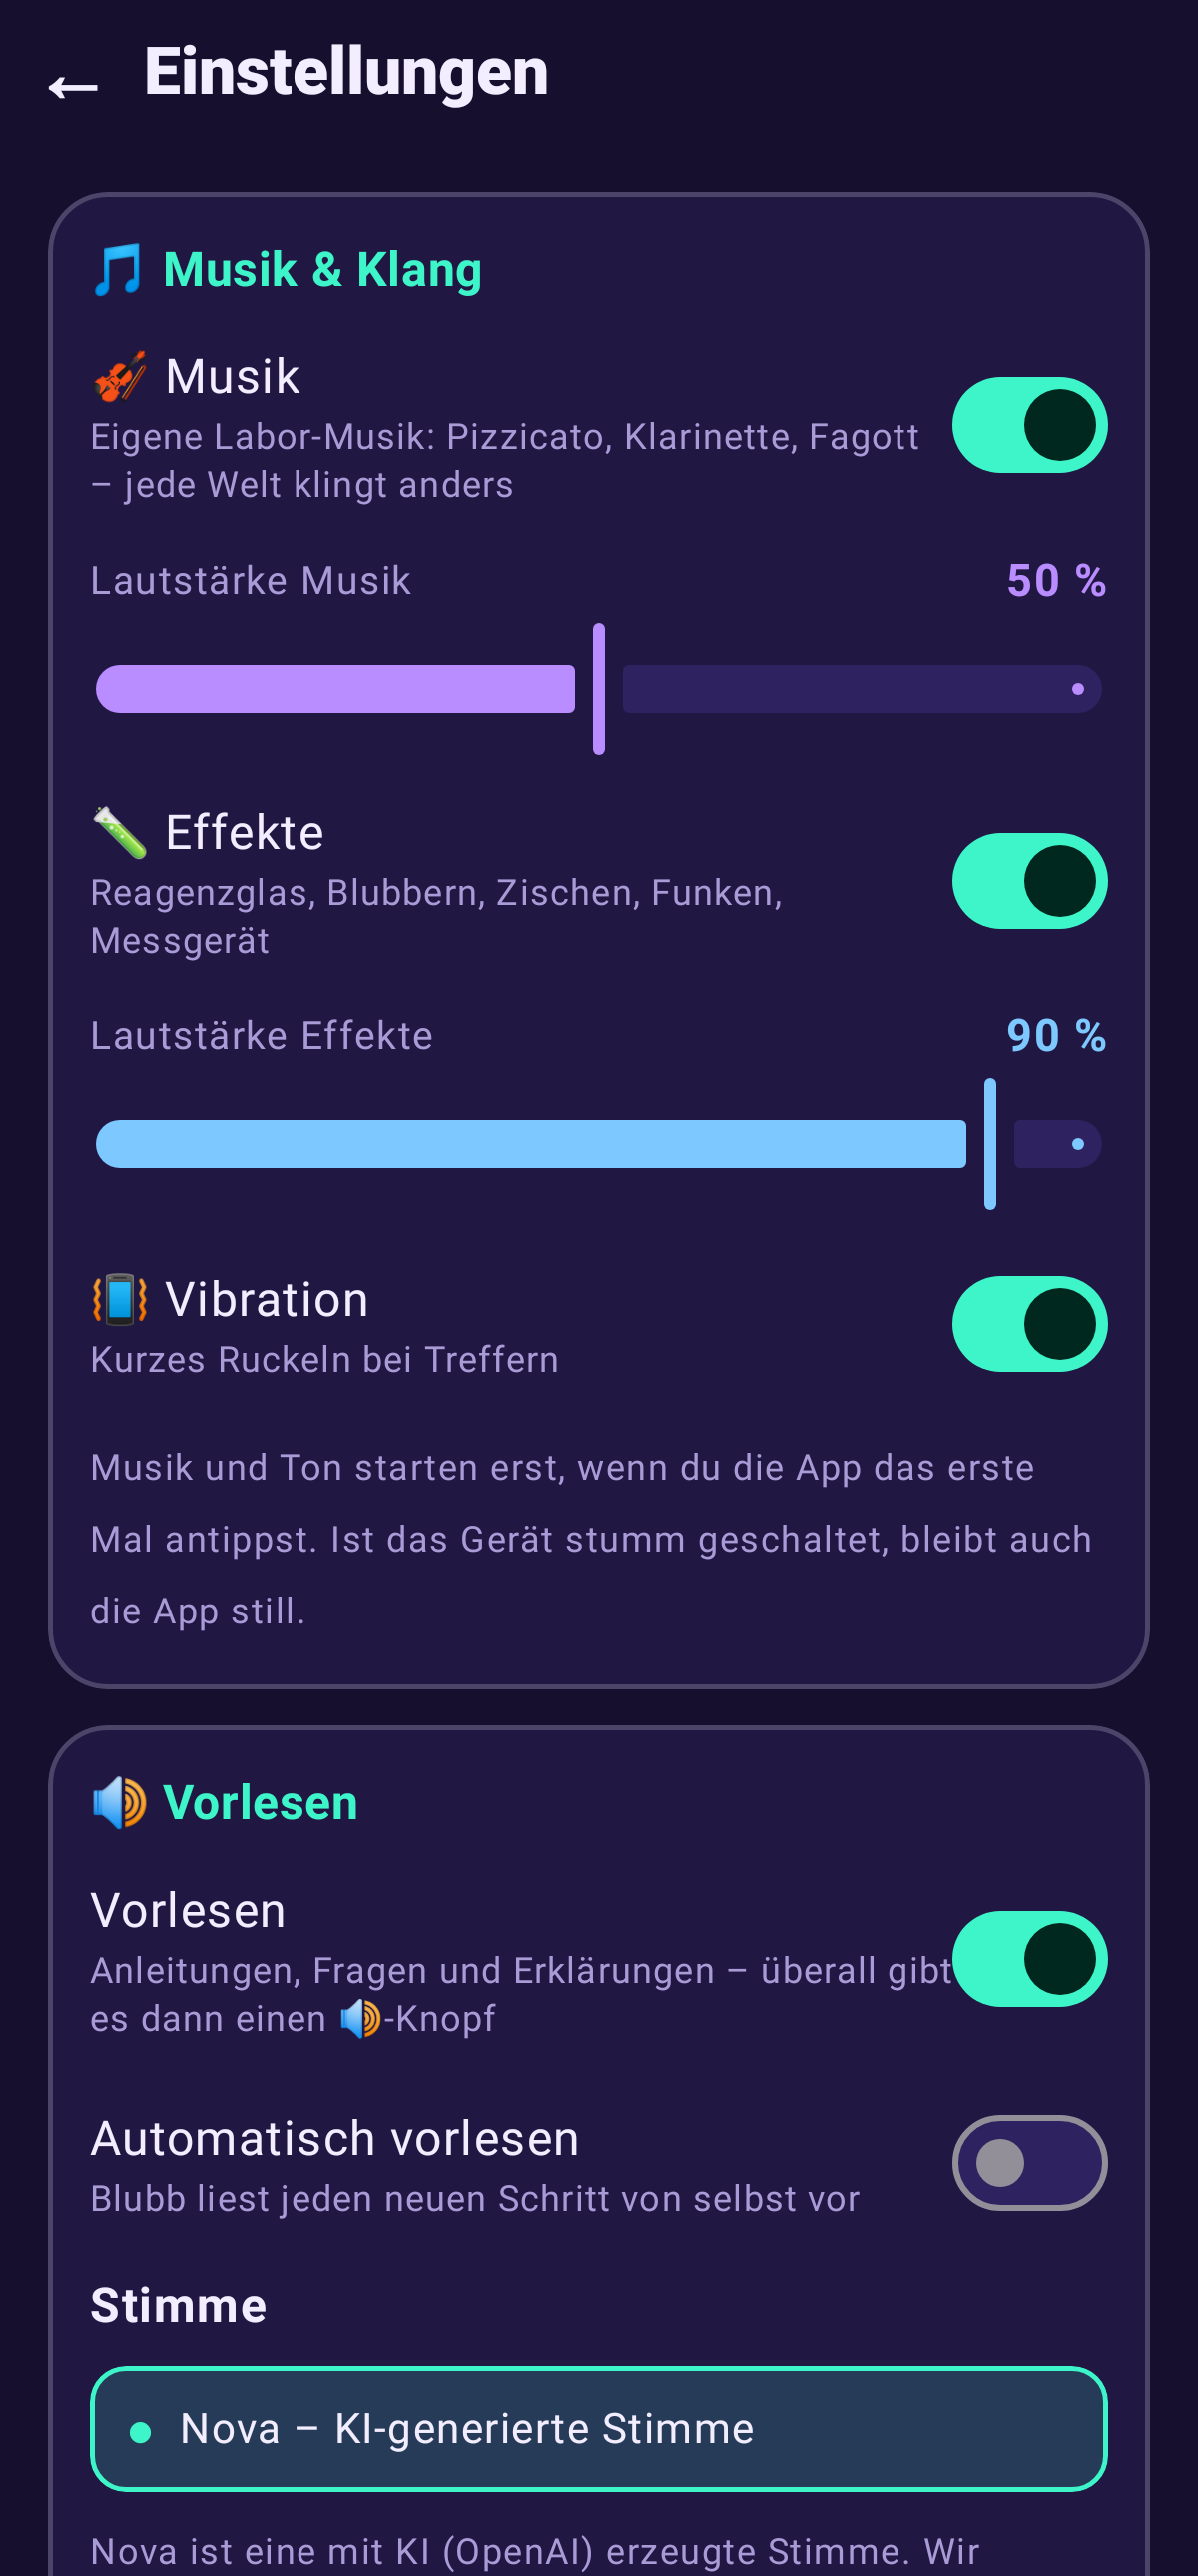 ← Einstellungen
🎵 Musik & Klang
🎻 Musik
Eigene Labor-Musik: Pizzicato, Klarinette, Fagott
– jede Welt klingt anders
Lautstärke Musik 50 %
🧪 Effekte
Reagenzglas, Blubbern, Zischen, Funken,
Messgerät
Lautstärke Effekte 90 %
📳 Vibration
Kurzes Ruckeln bei Treffern
Musik und Ton starten erst, wenn du die App das erste
Mal antippst. Ist das Gerät stumm geschaltet, bleibt auch
die App still.
🔊 Vorlesen
Vorlesen
Anleitungen, Fragen und Erklärungen – überall gibt
es dann einen 🔊-Knopf
Automatisch vorlesen
Blubb liest jeden neuen Schritt von selbst vor
Stimme
Nova – KI-generierte Stimme
Nova ist eine mit KI (OpenAI) erzeugte Stimme. Wir